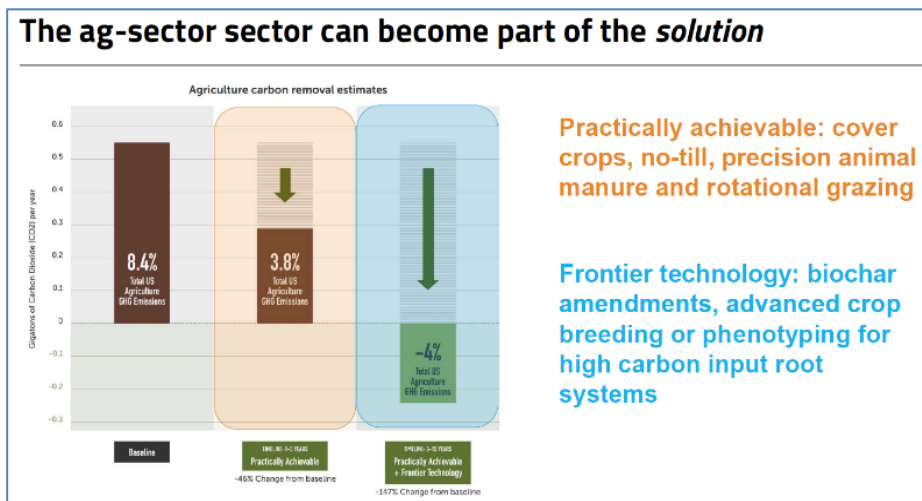 The ag-sector sector can become part of the solution
Agriculture carbon removal estimates
Gigatons of Carbon Dioxide (CO2) per year
0.6
0.5
0.4
0.3
0.2
0.1
0
-0.1
-0.2
-0.3
8.4%
Total US
Agriculture
GHG Emissions
3.8%
Total US
Agriculture
GHG Emissions
-4%
Total US
Agriculture
GHG Emissions
Baseline
TIMELINE: YEARS
Practically Achievable
-46% Change from baseline
TIMELINE: YEARS
Practically Achievable
+ Frontier Technology
-147% Change from baseline
Practically achievable: cover
crops, no-till, precision animal
manure and rotational grazing
Frontier technology: biochar
amendments, advanced crop
breeding or phenotyping for
high carbon input root
systems